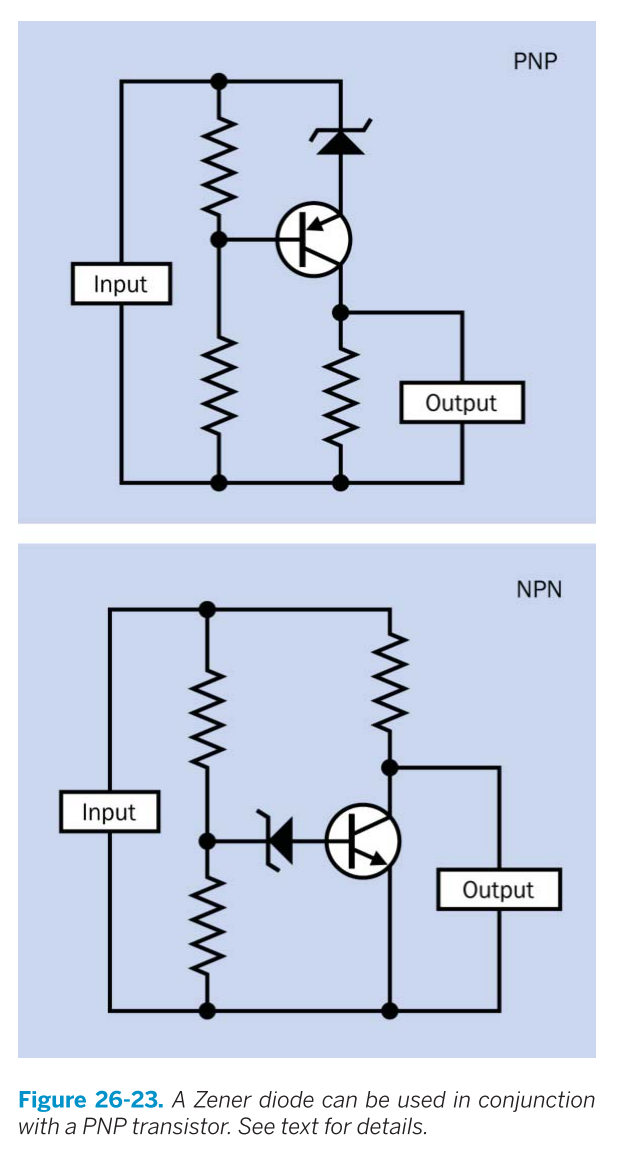 PNP
Input
Output
NPN
Input
Output
Figure 26-23. A Zener diode can be used in conjunction
with a PNP transistor. See text for details.